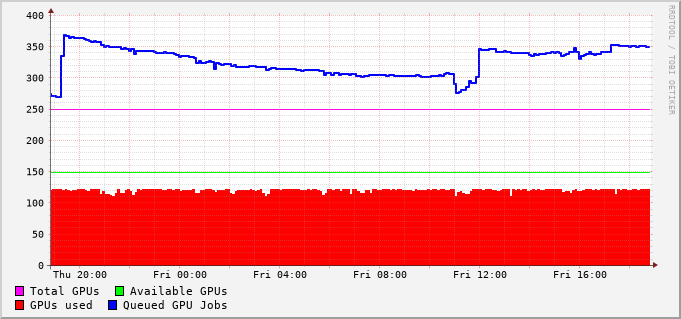 400
350
300
250
200
150
100
50
0
Thu 20:00 Fri 00:00 Fri 04:00 Fri 08:00 Fri 12:00 Fri 16:00
Total GPUs Available GPUs
GPUs used Queued GPU Jobs
RRDTOOL / TOBI OETIKER